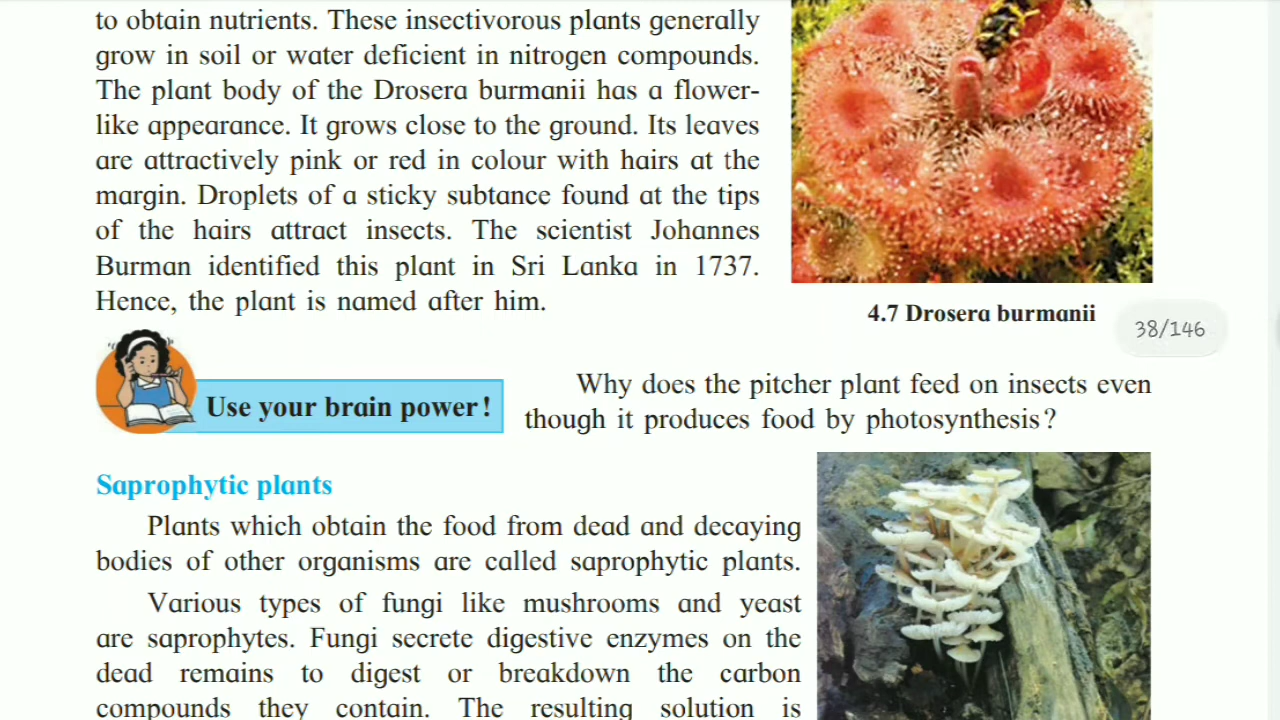 to obtain nutrients. These insectivorous plants generally
grow in soil or water deficient in nitrogen compounds.
The plant body of the Drosera burmanii has a flower-
like appearance. It grows close to the ground. Its leaves
are attractively pink or red in colour with hairs at the
margin. Droplets of a sticky subtance found at the tips
of the hairs attract insects. The scientist Johannes
Burman identified this plant in Sri Lanka in 1737.
Hence, the plant is named after him.
4.7 Drosera burmanii
38/146
Use your brain power!
Why does the pitcher plant feed on insects even
though it produces food by photosynthesis?
Saprophytic plants
Plants which obtain the food from dead and decaying
bodies of other organisms are called saprophytic plants.
Various types of fungi like mushrooms and yeast
are saprophytes. Fungi secrete digestive enzymes on the
dead remains to digest or breakdown the carbon
compounds they contain. The resulting solution is